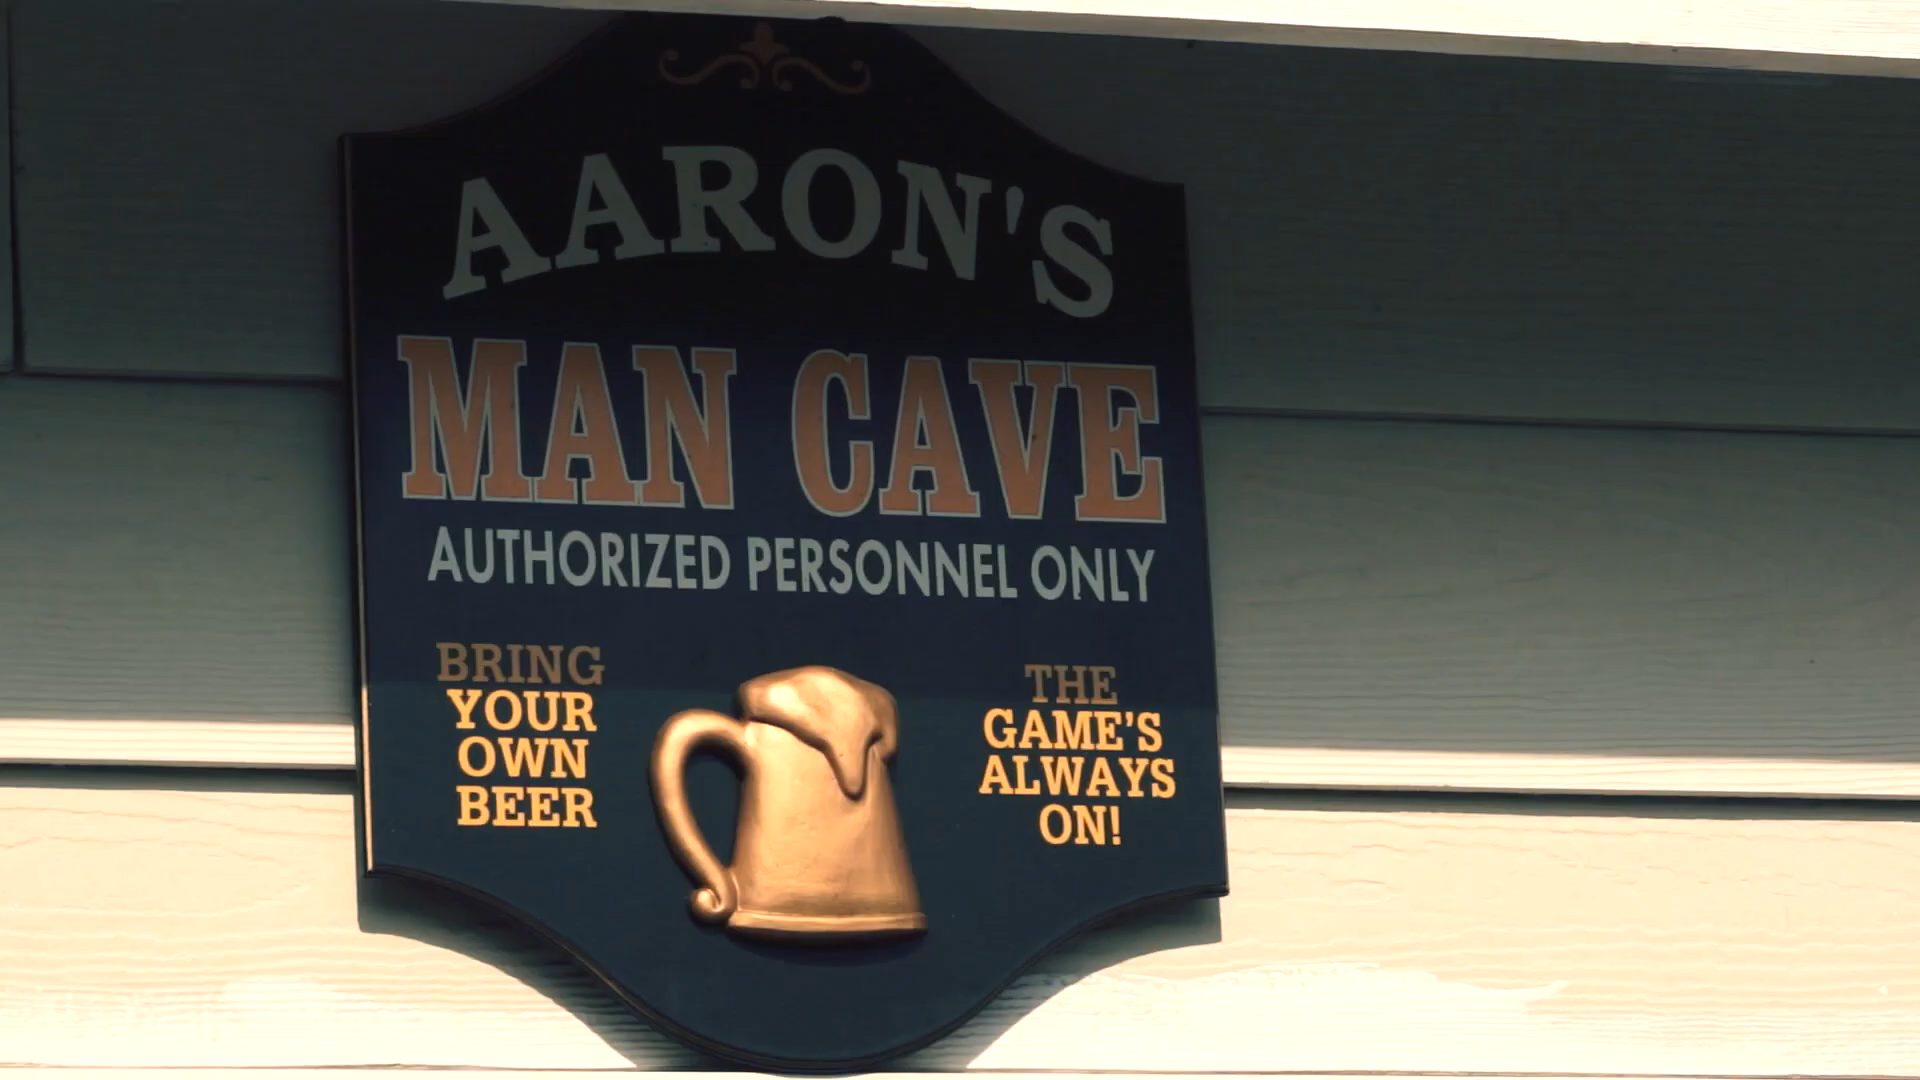 AARON'S
MAN CAVE
AUTHORIZED PERSONNEL ONLY
BRING
YOUR
OWN
BEER
THE
GAME'S
ALWAYS
ON!